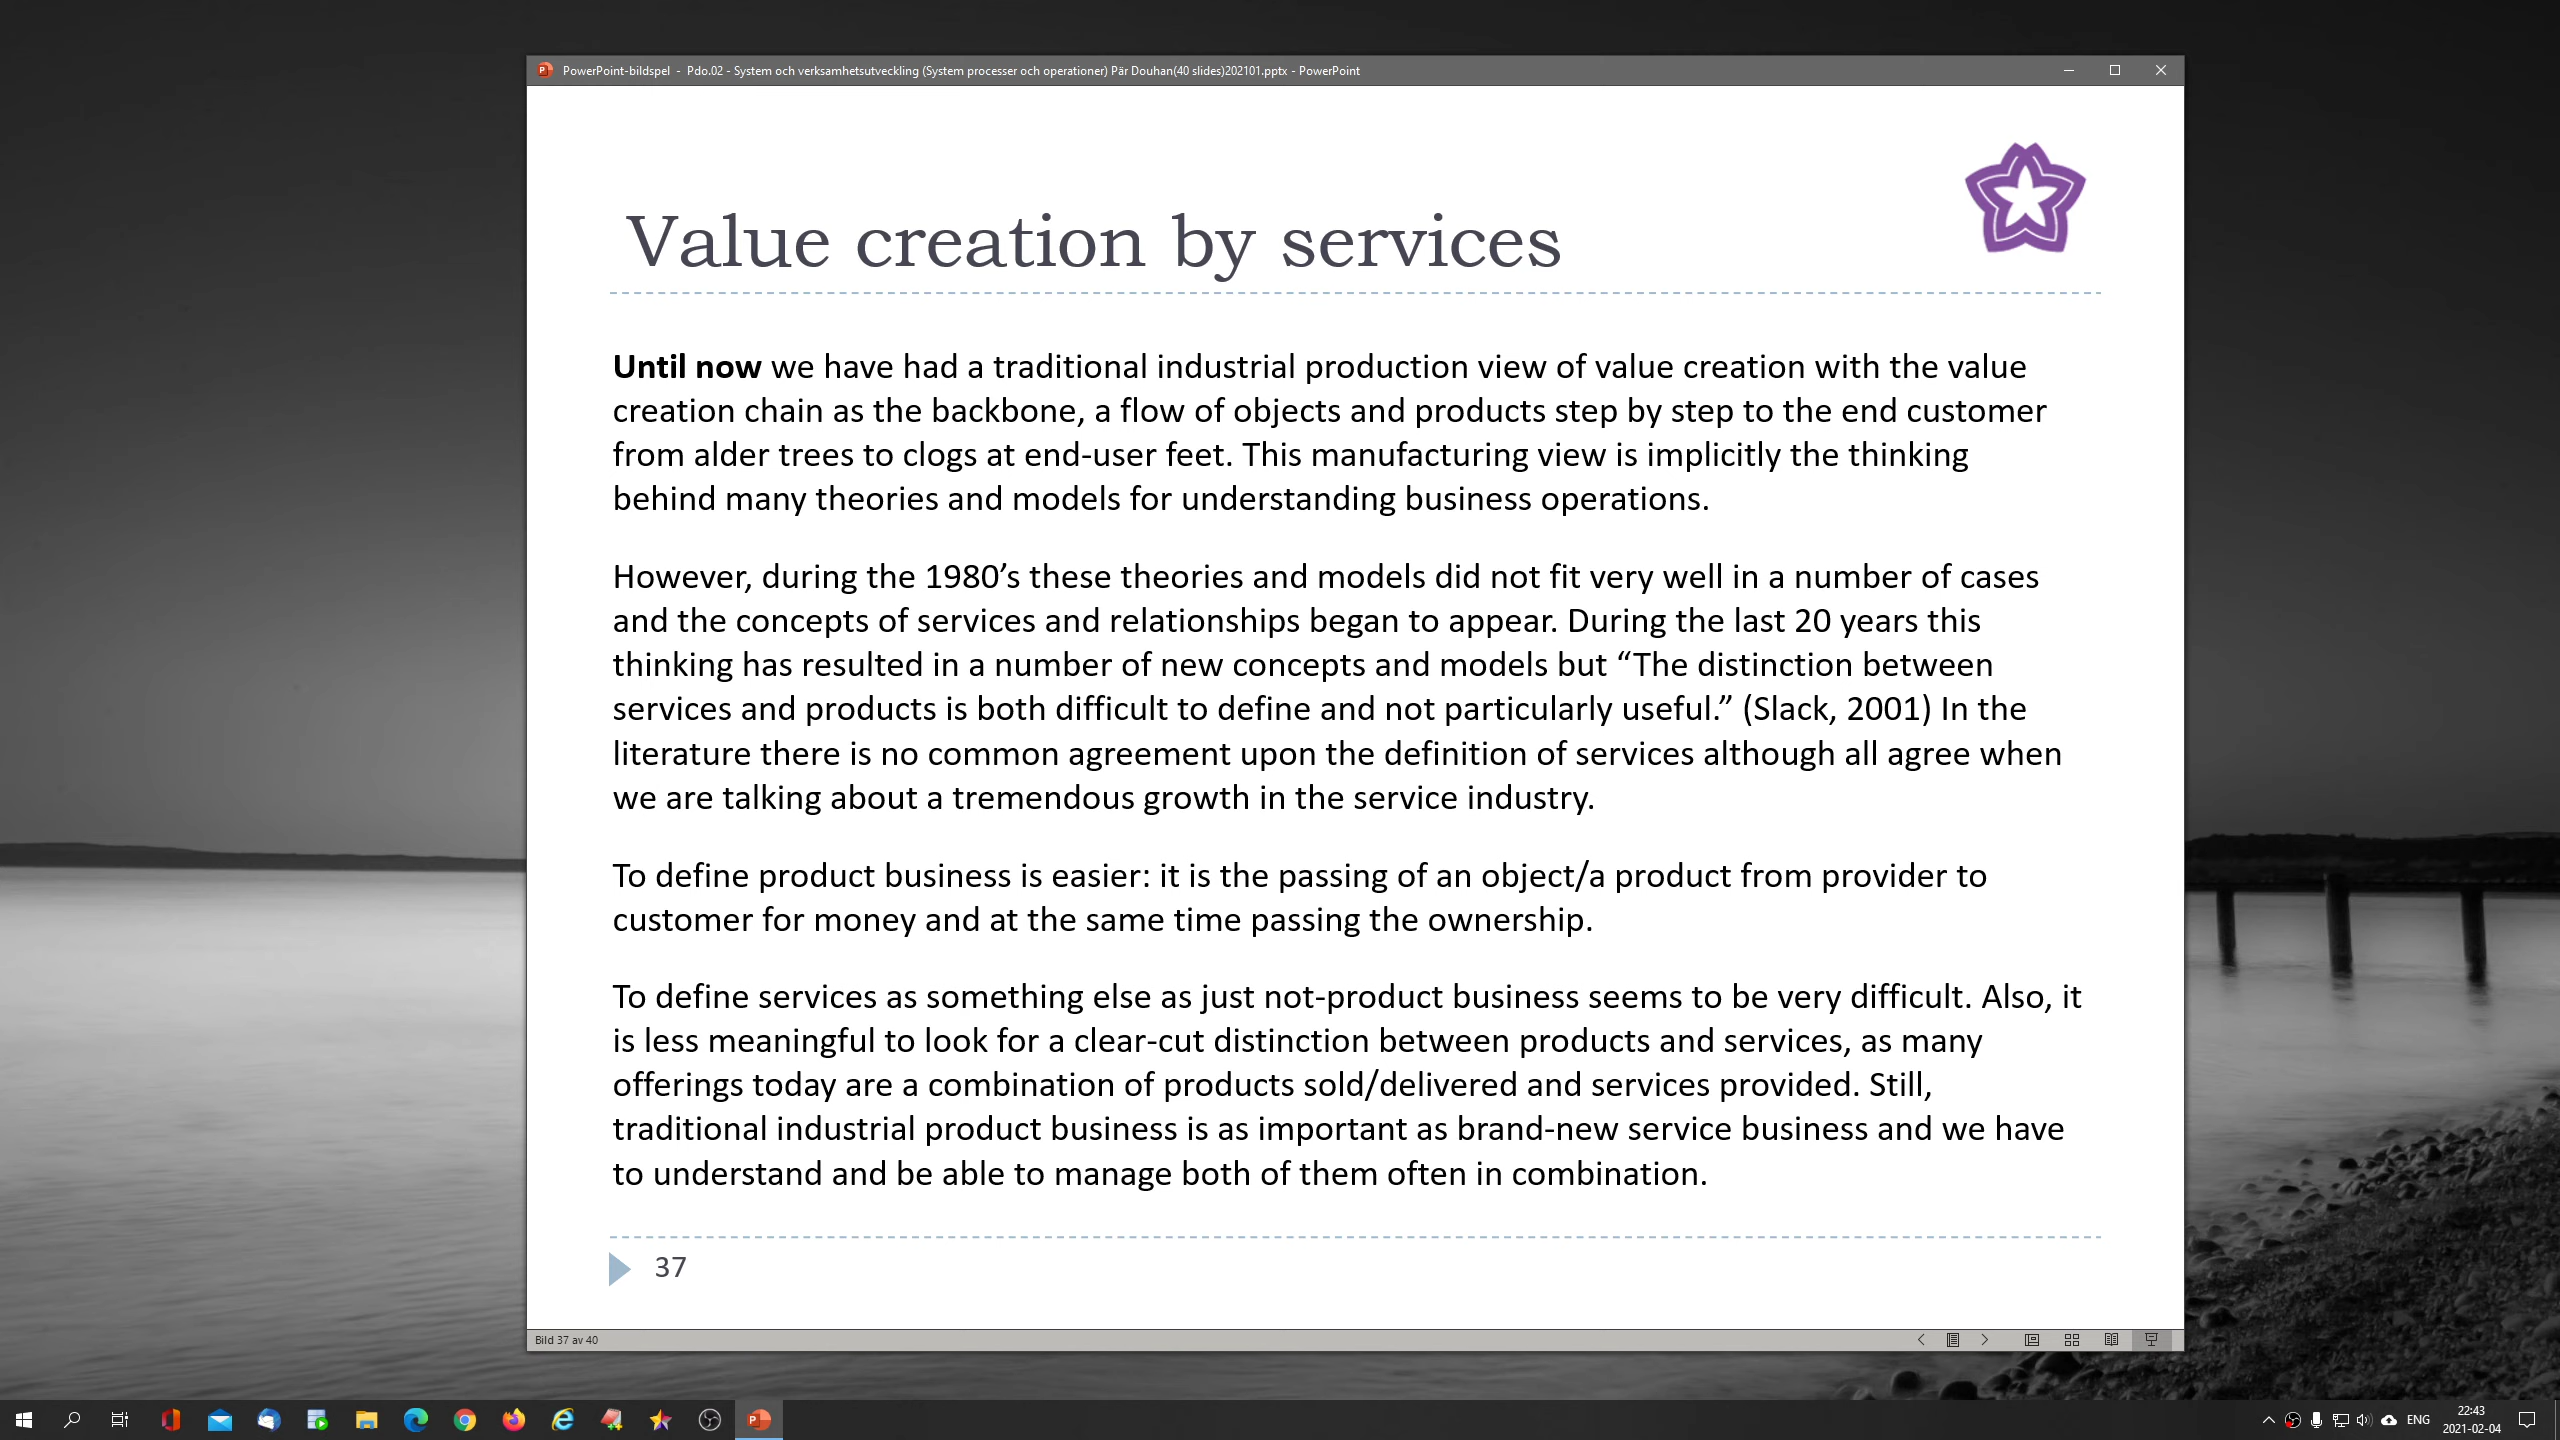 PowerPoint-bildspel - Pdo.02 - System och verksamhetsutveckling (System processer och operationer) Pär Douhan(40 slides)202101.pptx - PowerPoint
Value creation by services
Until now we have had a traditional industrial production view of value creation with the value
creation chain as the backbone, a flow of objects and products step by step to the end customer
from alder trees to clogs at end-user feet. This manufacturing view is implicitly the thinking
behind many theories and models for understanding business operations.
However, during the 1980’s these theories and models did not fit very well in a number of cases
and the concepts of services and relationships began to appear. During the last 20 years this
thinking has resulted in a number of new concepts and models but “The distinction between
services and products is both difficult to define and not particularly useful.” (Slack, 2001) In the
literature there is no common agreement upon the definition of services although all agree when
we are talking about a tremendous growth in the service industry.
To define product business is easier: it is the passing of an object/a product from provider to
customer for money and at the same time passing the ownership.
To define services as something else as just not-product business seems to be very difficult. Also, it
is less meaningful to look for a clear-cut distinction between products and services, as many
offerings today are a combination of products sold/delivered and services provided. Still,
traditional industrial product business is as important as brand-new service business and we have
to understand and be able to manage both of them often in combination.
37
Bild 37 av 40
ENG
22:43
2021-02-04